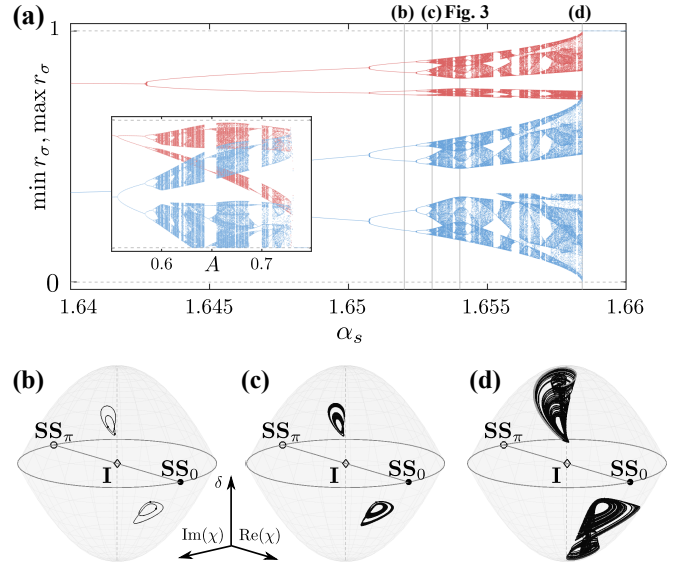 (a)
(b) (c) Fig. 3 (d)
min r_σ, max r_σ
1
0
0.6 A 0.7
1.64 1.645 1.65 1.655 1.66
α_s
(b) (c) (d)
SS_π SS_π SS_π
I SS_0 I SS_0 I SS_0
δ
Im(χ) Re(χ)